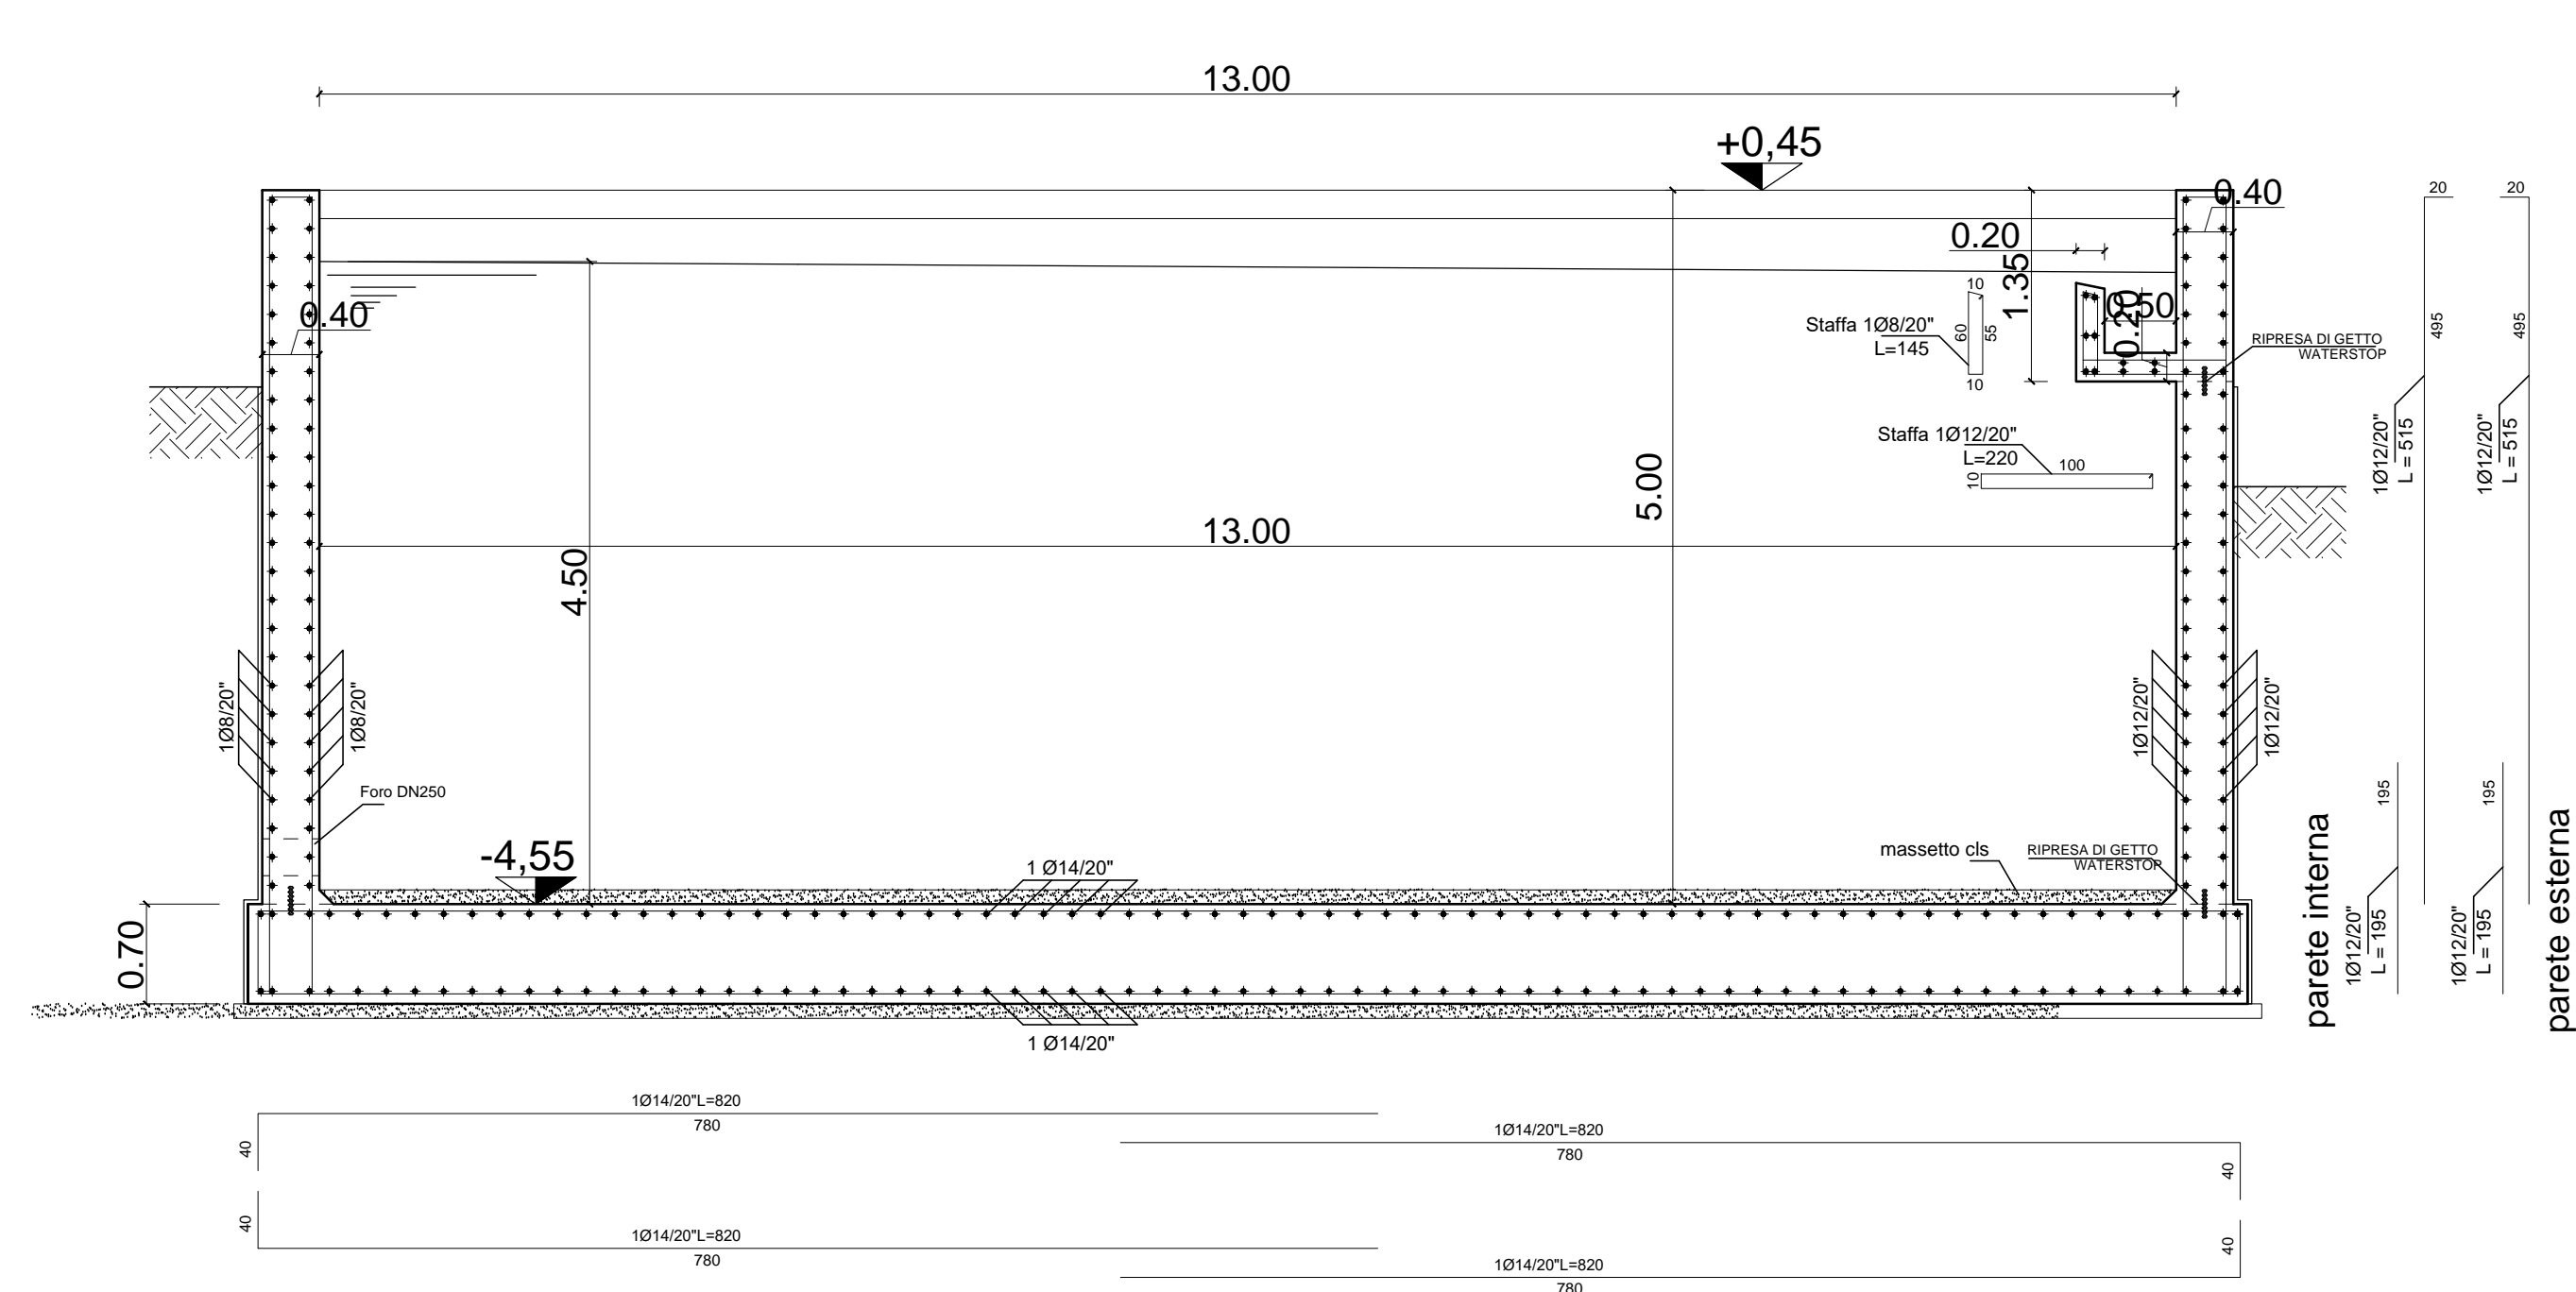 13.00
+0,45
0.40
20
20
0.20
1.35
10
Staffa 1Ø8/20"
L=145
60
55
10
0.50
0.20
0.40
RIPRESA DI GETTO
WATERSTOP
495
495
Staffa 1Ø12/20"
L=220
100
10
1Ø12/20"
L = 515
1Ø12/20"
L = 515
5.00
13.00
4.50
1Ø8/20"
1Ø8/20"
1Ø12/20"
1Ø12/20"
Foro DN250
195
195
-4,55
1 Ø14/20"
massetto cls
RIPRESA DI GETTO
WATERSTOP
parete interna
1Ø12/20"
L = 195
1Ø12/20"
L = 195
parete esterna
0.70
1 Ø14/20"
1Ø14/20"L=820
780
40
1Ø14/20"L=820
780
40
40
1Ø14/20"L=820
780
40
1Ø14/20"L=820
780